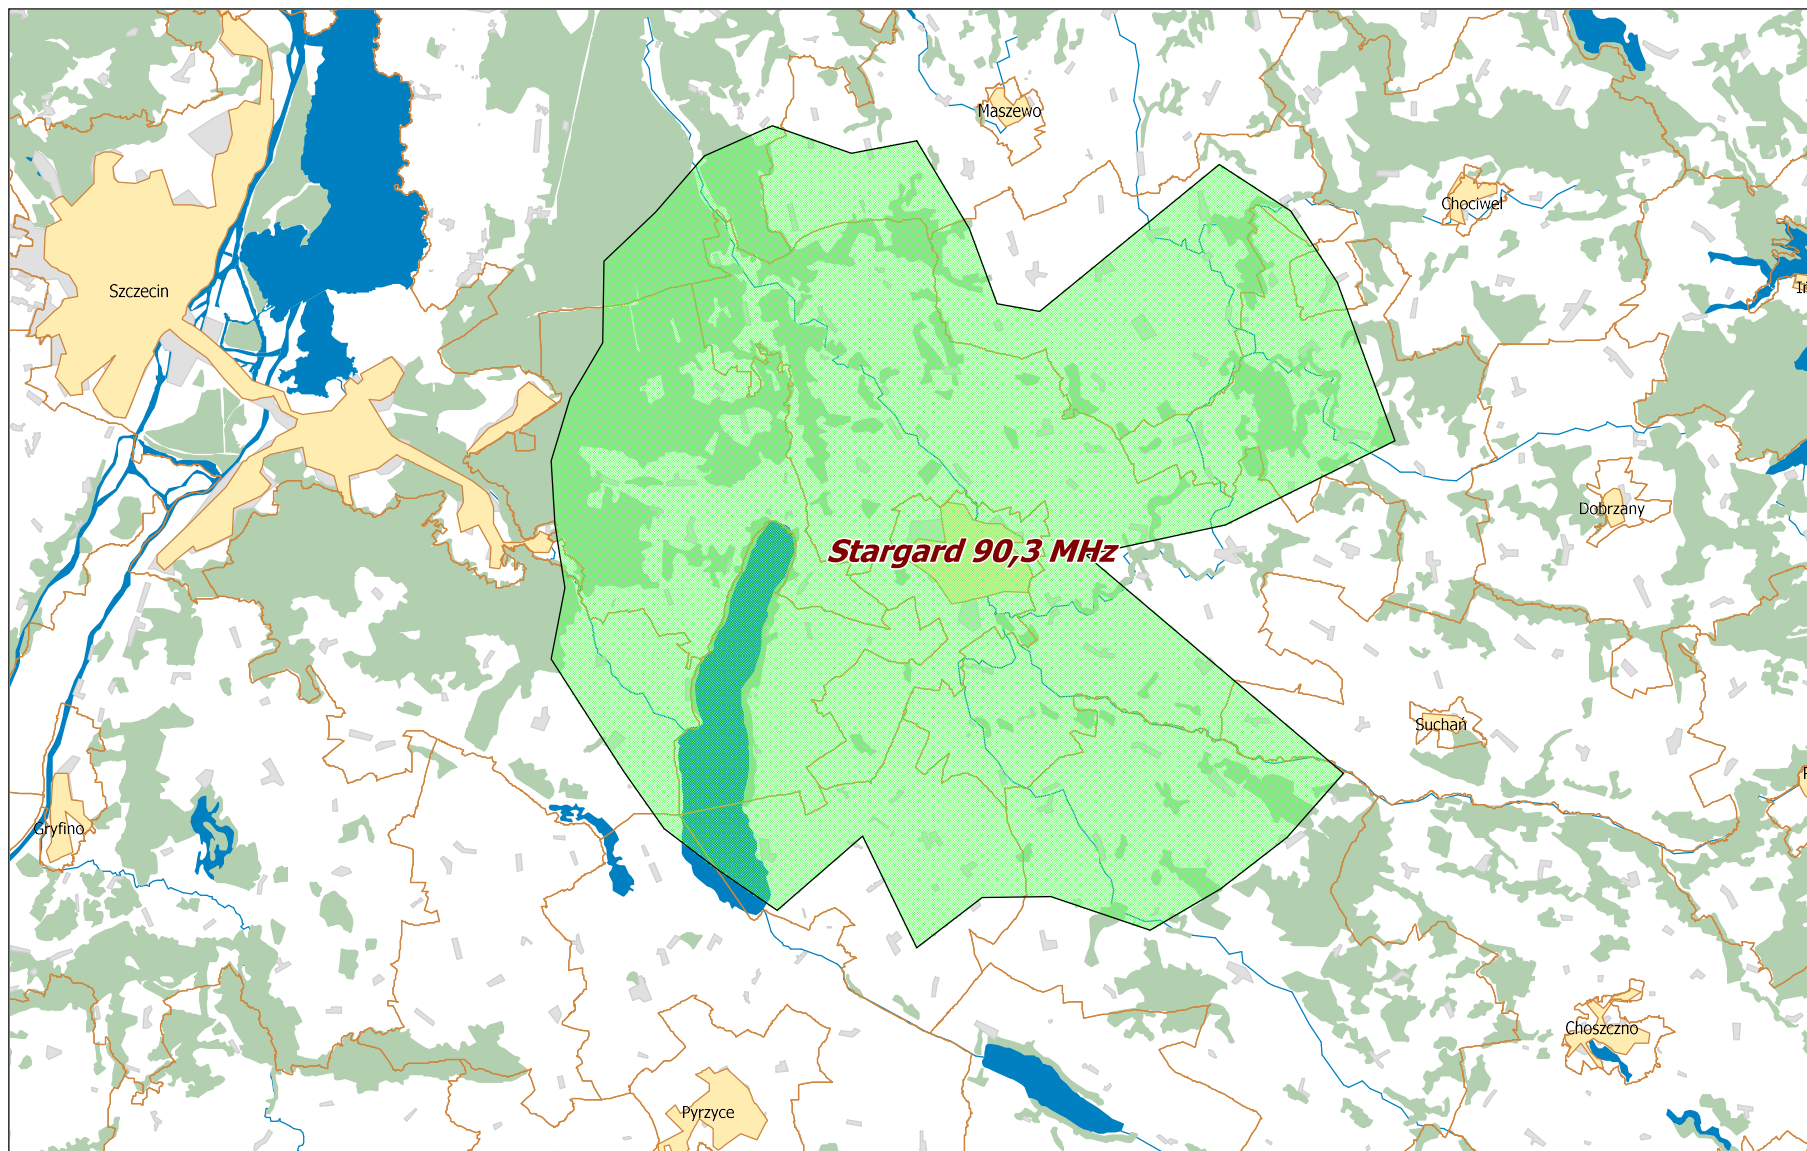 Maszewo
Chociwel
Szczecin
Dobrzany
Stargard 90,3 MHz
Suchań
Gryfino
Choszczno
Pyrzyce